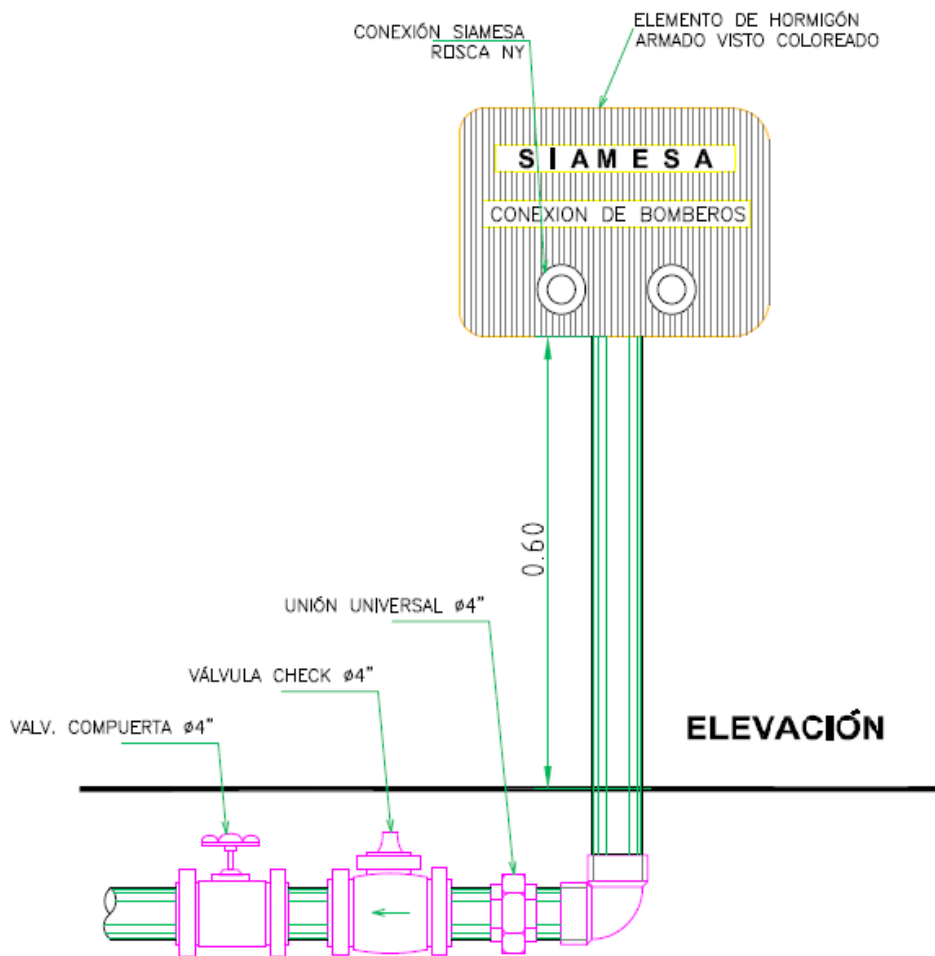 CONEXIÓN SIAMESA
ROSCA NY
ELEMENTO DE HORMIGÓN
ARMADO VISTO COLOREADO
SIAMESA
CONEXION DE BOMBEROS
0.60
UNIÓN UNIVERSAL ø4"
VÁLVULA CHECK ø4"
VALV. COMPUERTA ø4"
ELEVACIÓN